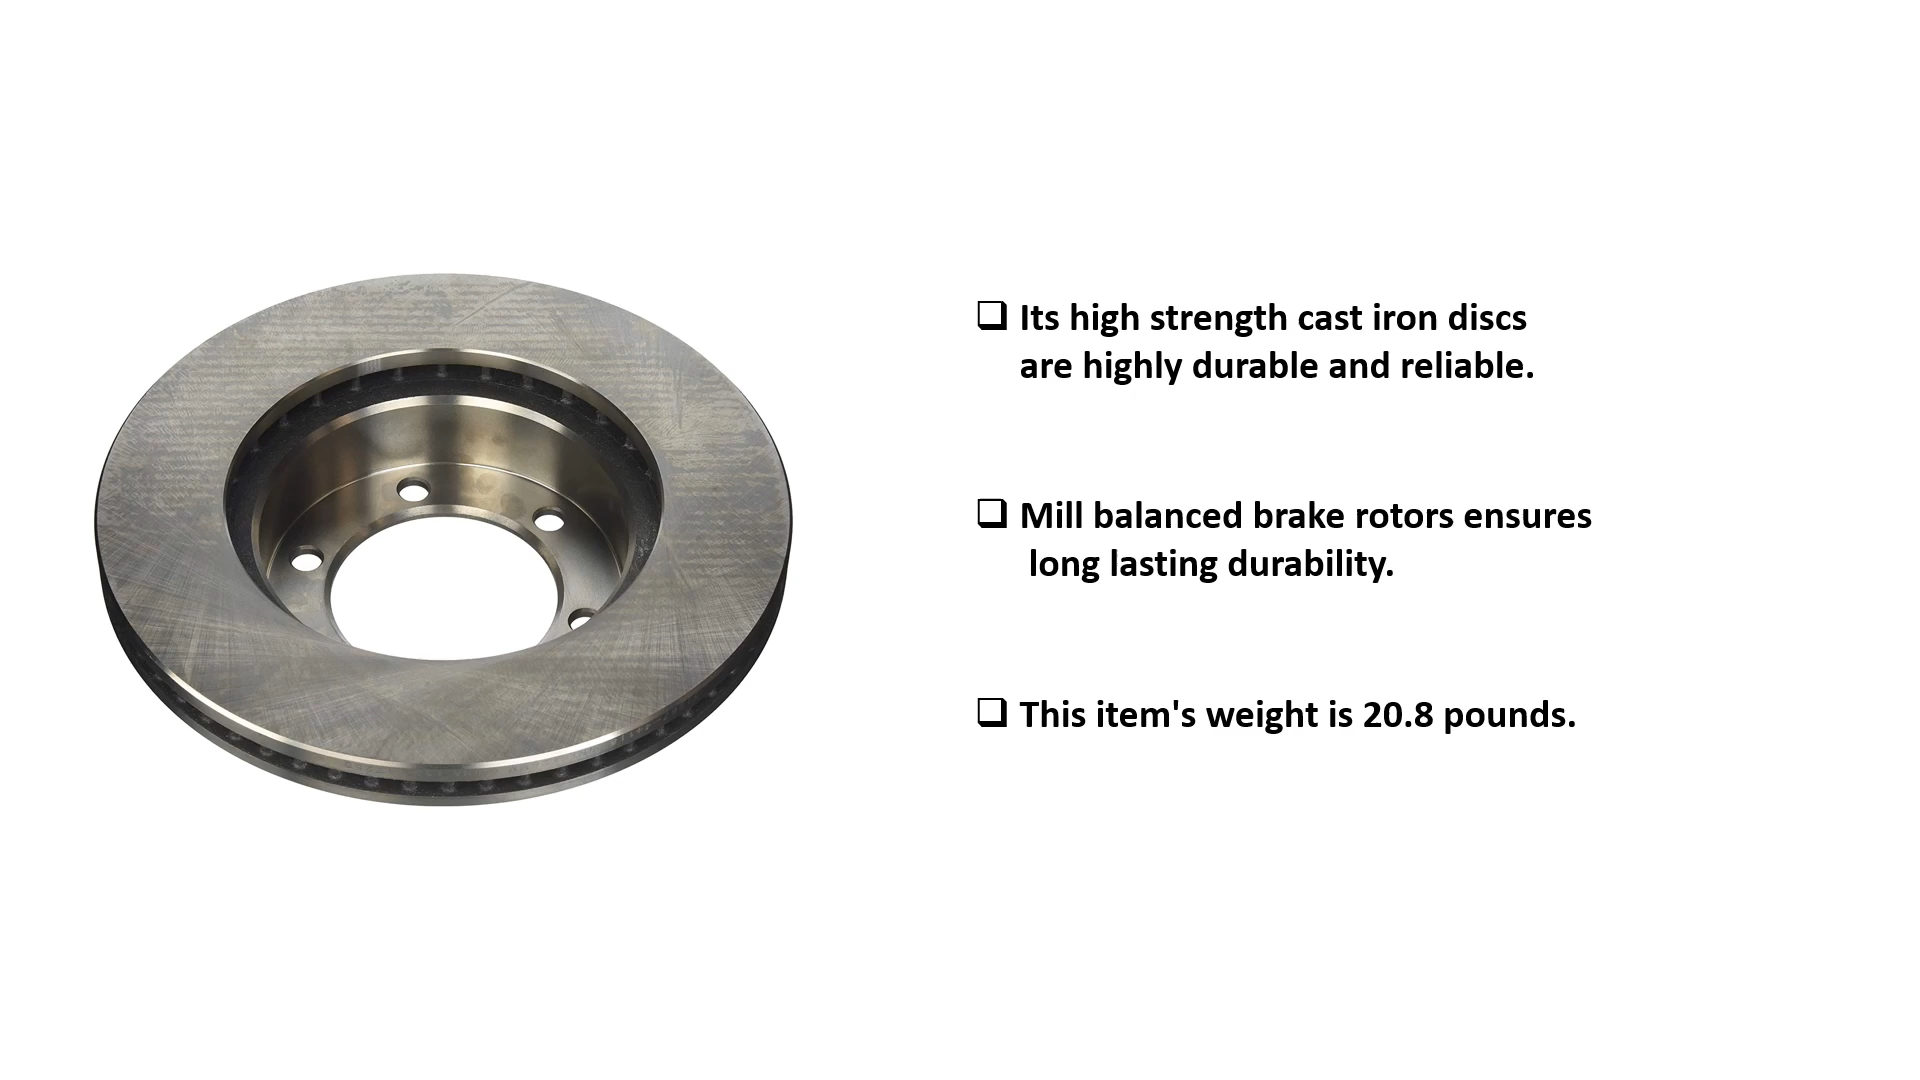 ❑ Its high strength cast iron discs
are highly durable and reliable.
❑ Mill balanced brake rotors ensures
long lasting durability.
❑ This item's weight is 20.8 pounds.